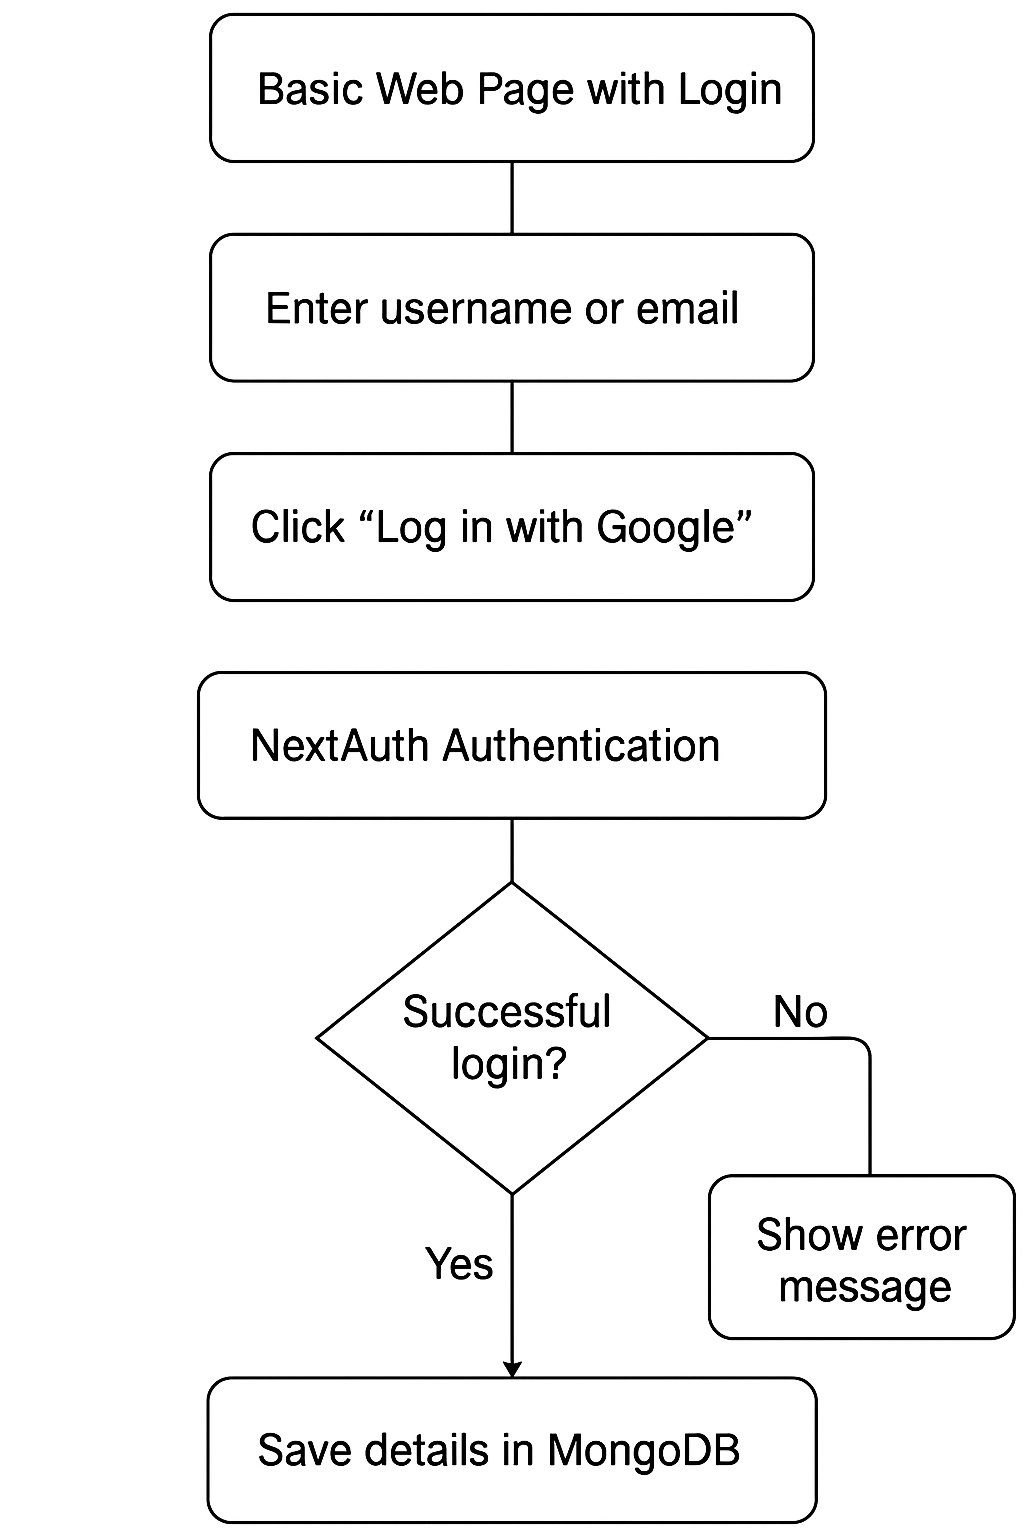 Basic Web Page with Login
Enter username or email
Click “Log in with Google”
NextAuth Authentication
Successful
login?
No
Yes
Show error
message
Save details in MongoDB